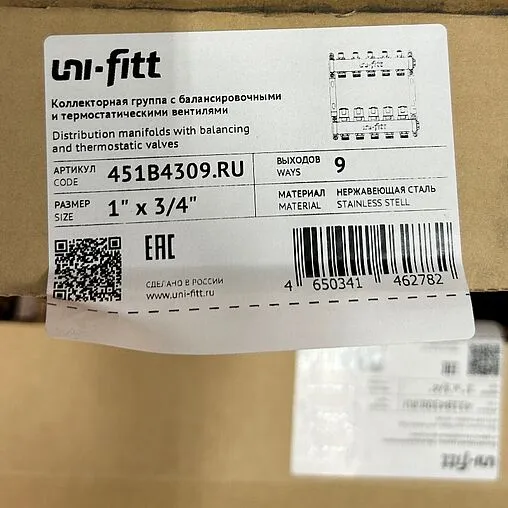 uni-fitt
Коллекторная группа с балансировочными
и термостатическими вентилями
Distribution manifolds with balancing
and thermostatic valves
АРТИКУЛ 451B4309.RU
CODE
ВЫХОДОВ 9
WAYS
РАЗМЕР 1" x 3/4"
SIZE
МАТЕРИАЛ НЕРЖАВЕЮЩАЯ СТАЛЬ
MATERIAL STAINLESS STELL
EAC
СДЕЛАНО В РОССИИ
www.uni-fitt.ru
4 650341 462782
uni-fitt